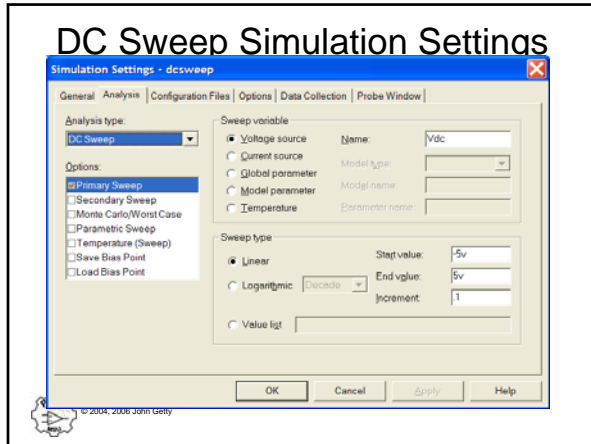 DC Sweep Simulation Settings
Simulation Settings - dcsweep
General Analysis Configuration Files Options Data Collection Probe Window
Analysis type:
DC Sweep
Options:
Primary Sweep
Secondary Sweep
Monte Carlo/Worst Case
Parametric Sweep
Temperature (Sweep)
Save Bias Point
Load Bias Point
Sweep variable
Voltage source
Current source
Global parameter
Model parameter
Temperature
Name: Vdc
Model type:
Model name:
Parameter name:
Sweep type
Linear
Logarithmic Decade
Value list
Start value: -5v
End value: 5v
Increment: .1
OK Cancel Apply Help
© 2004, 2006 John Getty